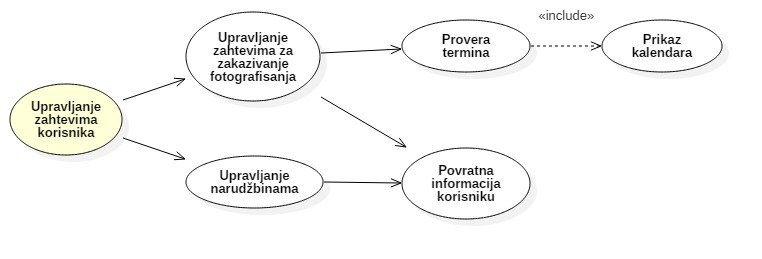 Upravljanje
zahtevima
korisnika
Upravljanje
zahtevima za
zakazivanje
fotografisanja
Upravljanje
narudžbinama
Provera
termina
«include»
Prikaz
kalendara
Povratna
informacija
korisniku